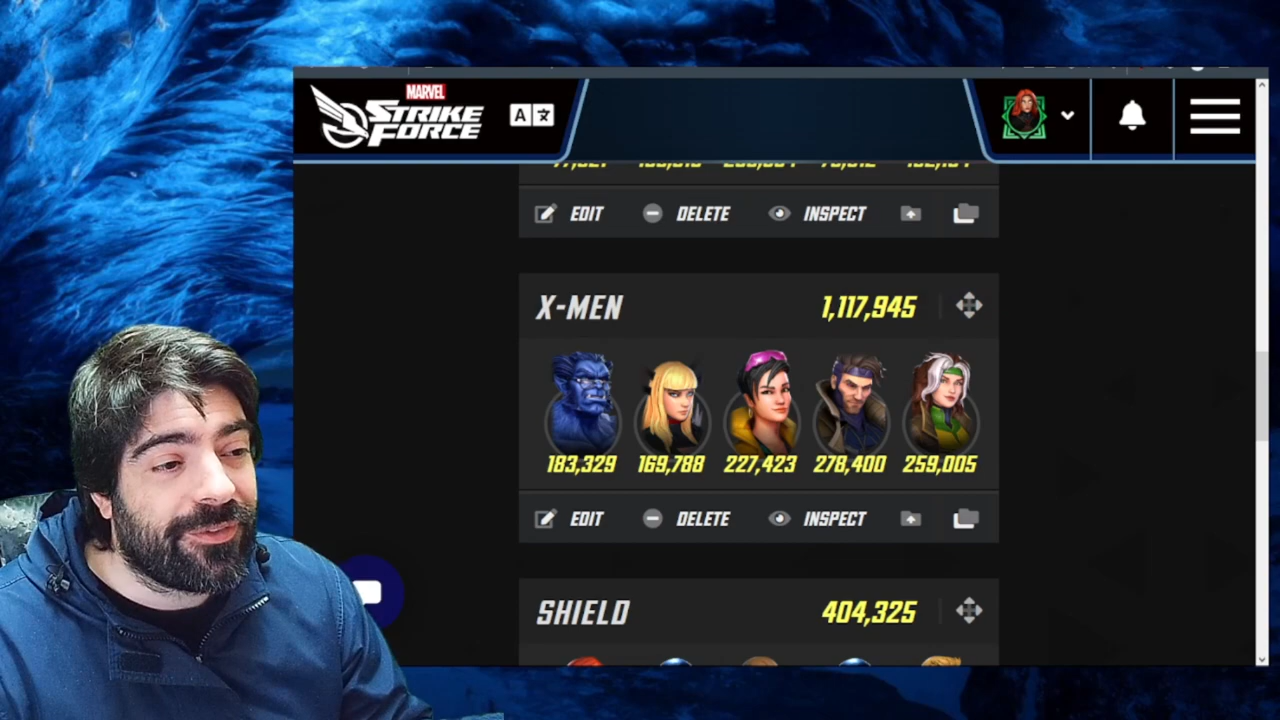 MARVEL
STRIKE
FORCE
A
EDIT DELETE INSPECT
X-MEN 1,117,945
183,329 169,788 227,423 278,400 259,005
EDIT DELETE INSPECT
SHIELD 404,325